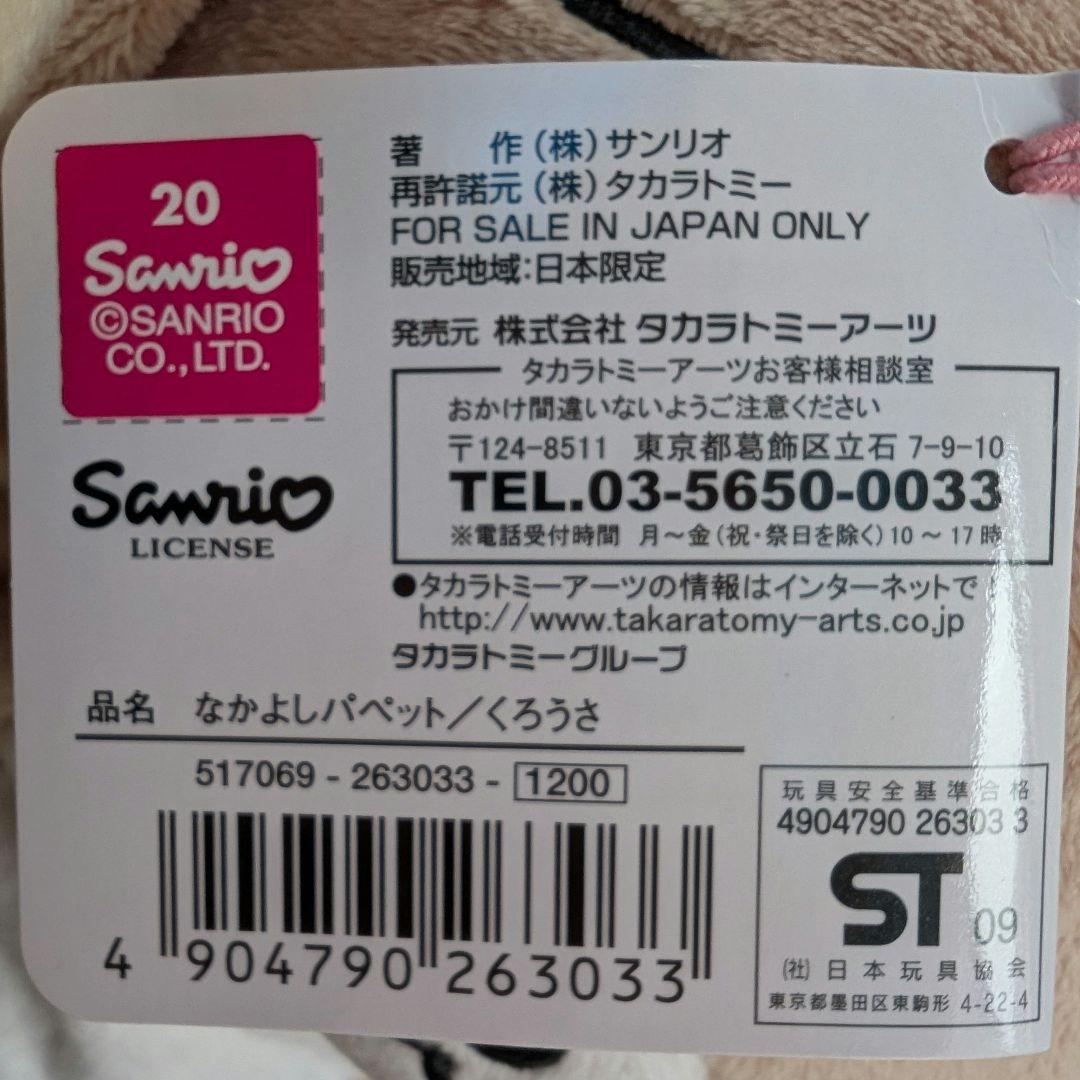 20
Sanrio
©SANRIO
CO., LTD.
Sanrio
LICENSE
著　作（株）サンリオ
再許諾元（株）タカラトミー
FOR SALE IN JAPAN ONLY
販売地域:日本限定
発売元 株式会社 タカラトミーアーツ
タカラトミーアーツお客様相談室
おかけ間違いないようご注意ください
〒124-8511 東京都葛飾区立石 7-9-10
TEL.03-5650-0033
※電話受付時間 月～金（祝・祭日を除く）10 ～ 17 時
●タカラトミーアーツの情報はインターネットで
http://www.takaratomy-arts.co.jp
タカラトミーグループ
品名 なかよしパペット／くろうさ
517069 - 263033 - 1200
4 904790 263033
玩具安全基準合格
4904790 26303 3
ST 09
(社) 日本玩具協会
東京都墨田区東駒形 4-22-4